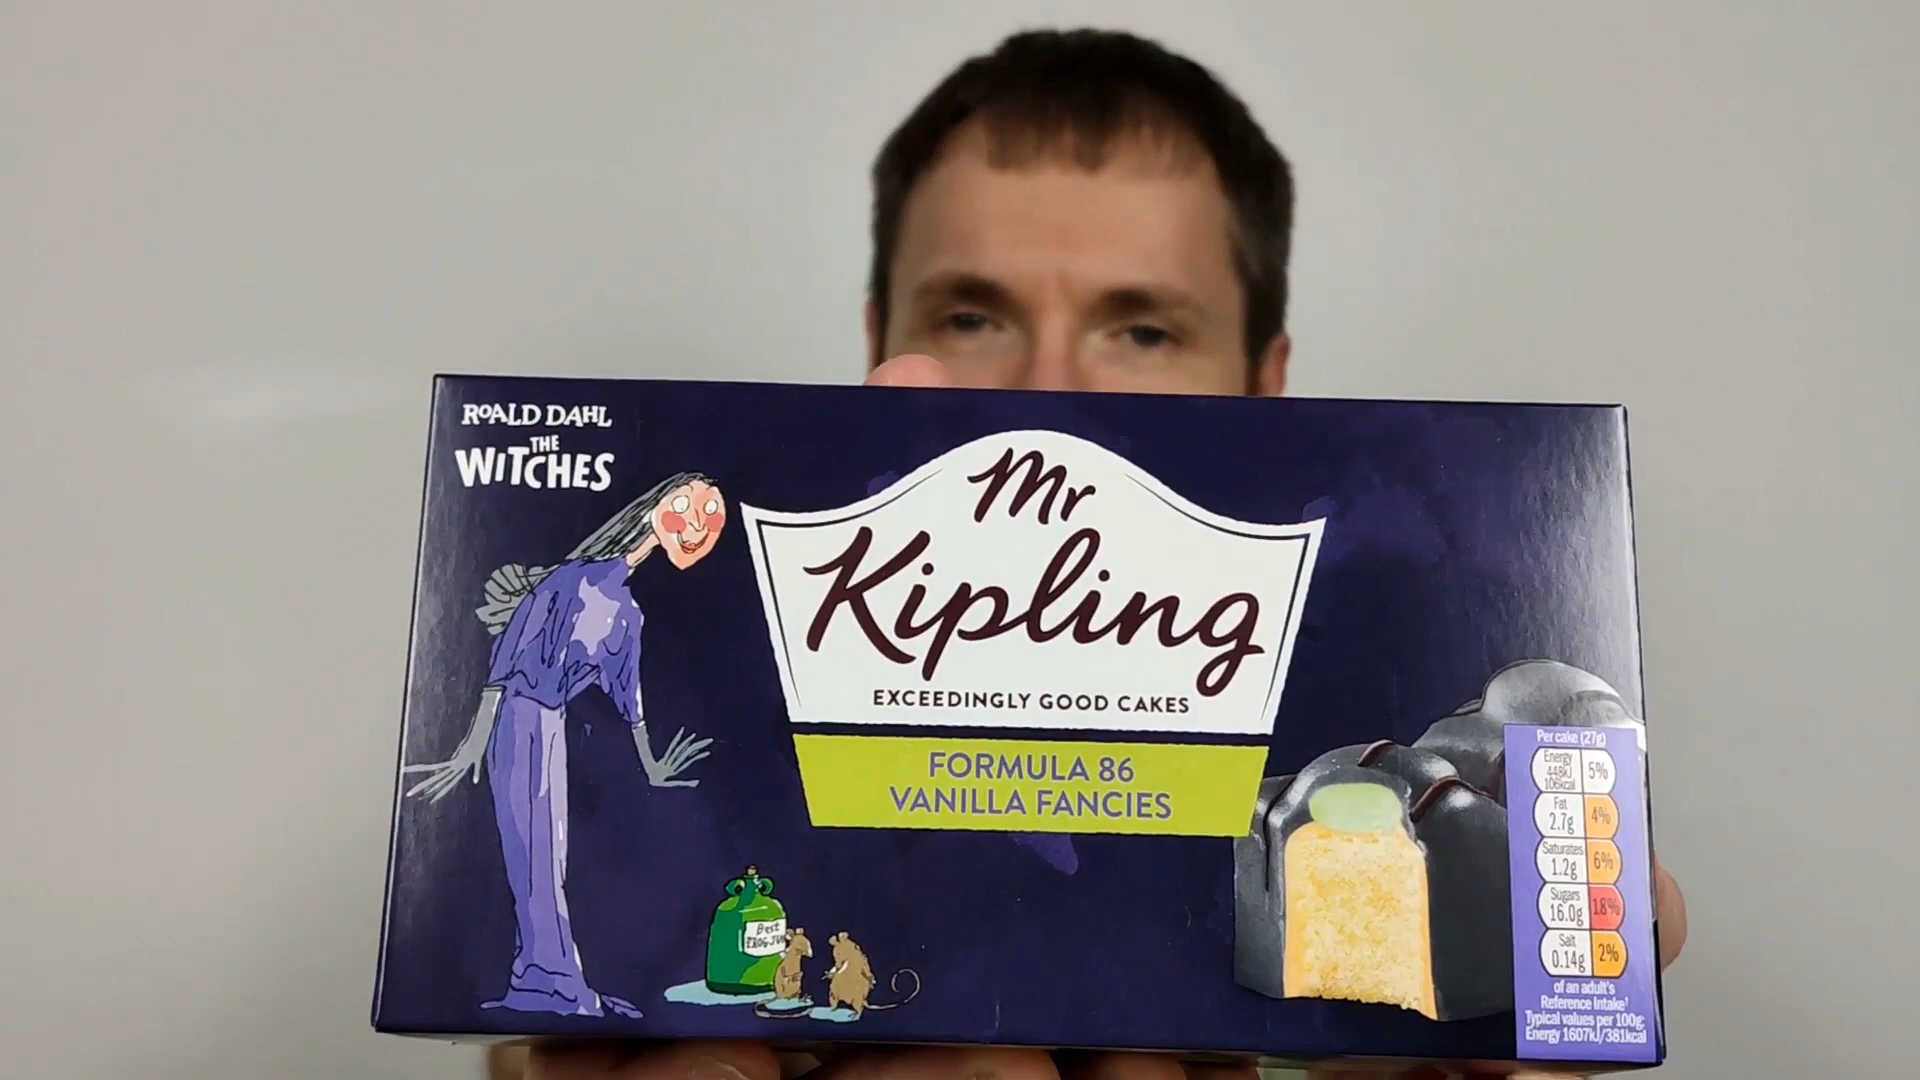 ROALD DAHL
THE
WITCHES
Mr
Kipling
EXCEEDINGLY GOOD CAKES
FORMULA 86
VANILLA FANCIES
Best
FROG JU
Per cake (27g)
Energy
448kJ
106kcal
5%
Fat
2.7g
4%
Saturates
1.2g
6%
Sugars
16.0g
18%
Salt
0.14g
2%
of an adult's
Reference Intake†
Typical values per 100g:
Energy 1607kJ/381kcal